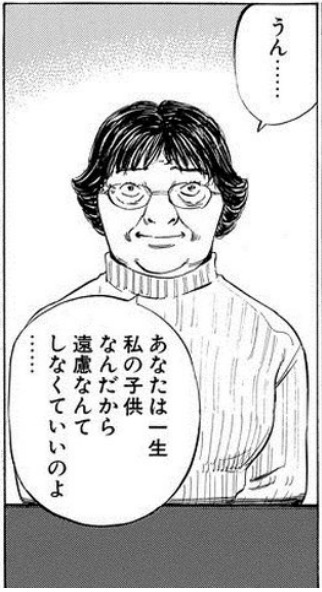 うん……
あなたは一生
私の子供
なんだから
遠慮なんて
しなくていいのよ
……